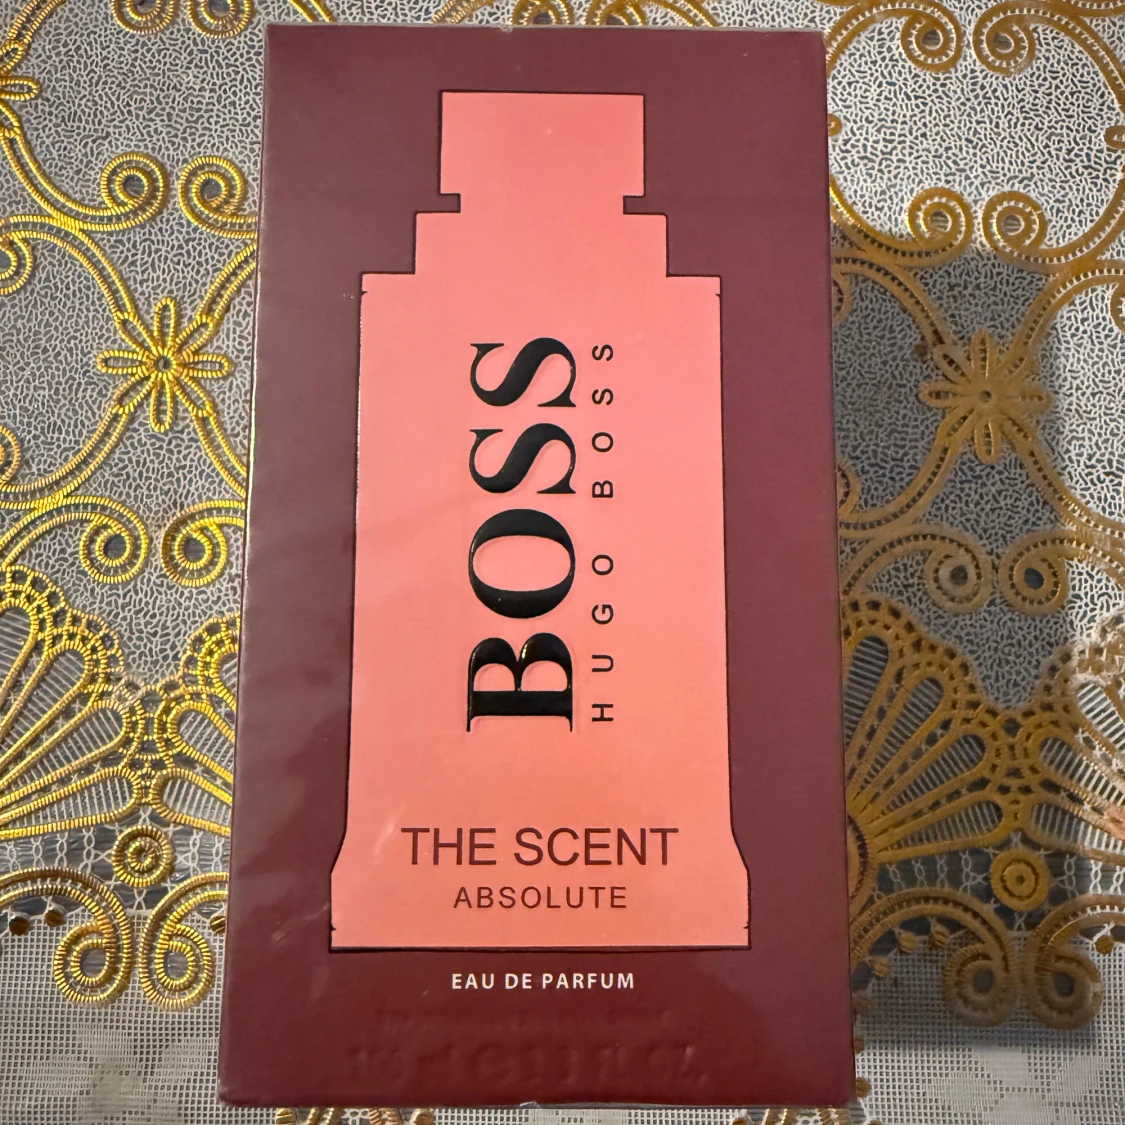 BOSS
HUGO BOSS
THE SCENT
ABSOLUTE
EAU DE PARFUM